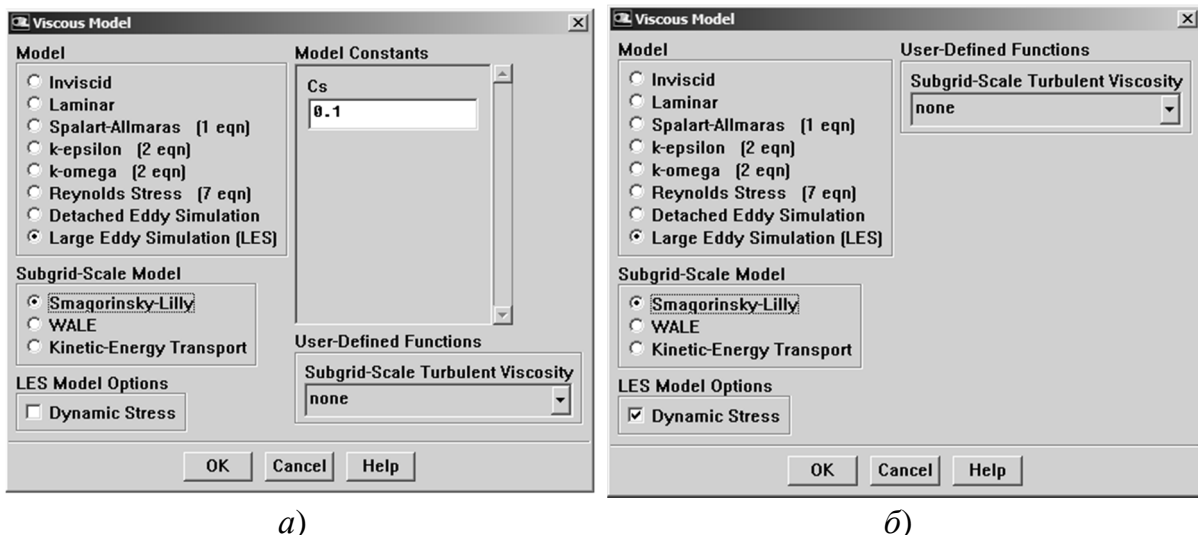 Viscous Model
Model
Inviscid
Laminar
Spalart-Allmaras (1 eqn)
k-epsilon (2 eqn)
k-omega (2 eqn)
Reynolds Stress (7 eqn)
Detached Eddy Simulation
Large Eddy Simulation (LES)
Subgrid-Scale Model
Smagorinsky-Lilly
WALE
Kinetic-Energy Transport
LES Model Options
Dynamic Stress
Model Constants
Cs
0.1
User-Defined Functions
Subgrid-Scale Turbulent Viscosity
none
OK Cancel Help
а)
Viscous Model
Model
Inviscid
Laminar
Spalart-Allmaras (1 eqn)
k-epsilon (2 eqn)
k-omega (2 eqn)
Reynolds Stress (7 eqn)
Detached Eddy Simulation
Large Eddy Simulation (LES)
Subgrid-Scale Model
Smagorinsky-Lilly
WALE
Kinetic-Energy Transport
LES Model Options
Dynamic Stress
User-Defined Functions
Subgrid-Scale Turbulent Viscosity
none
OK Cancel Help
б)